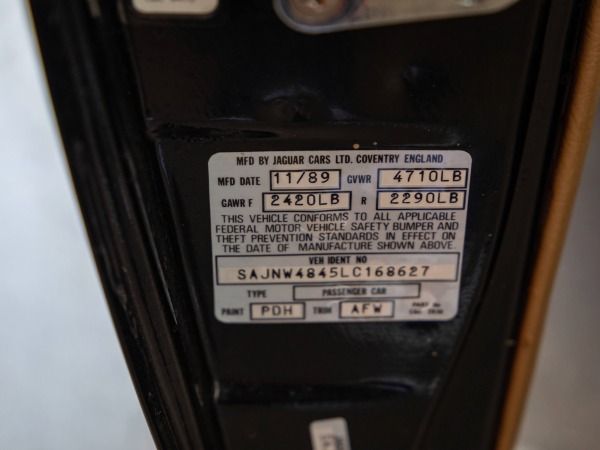 MFD BY JAGUAR CARS LTD. COVENTRY ENGLAND
MFD DATE 11/89 GVWR 4710LB
GAWR F 2420LB R 2290LB
THIS VEHICLE CONFORMS TO ALL APPLICABLE
FEDERAL MOTOR VEHICLE SAFETY BUMPER AND
THEFT PREVENTION STANDARDS IN EFFECT ON
THE DATE OF MANUFACTURE SHOWN ABOVE.
VEH IDENT NO
SAJNW4845LC168627
TYPE PASSENGER CAR
PAINT PDH TRIM AFW PART No